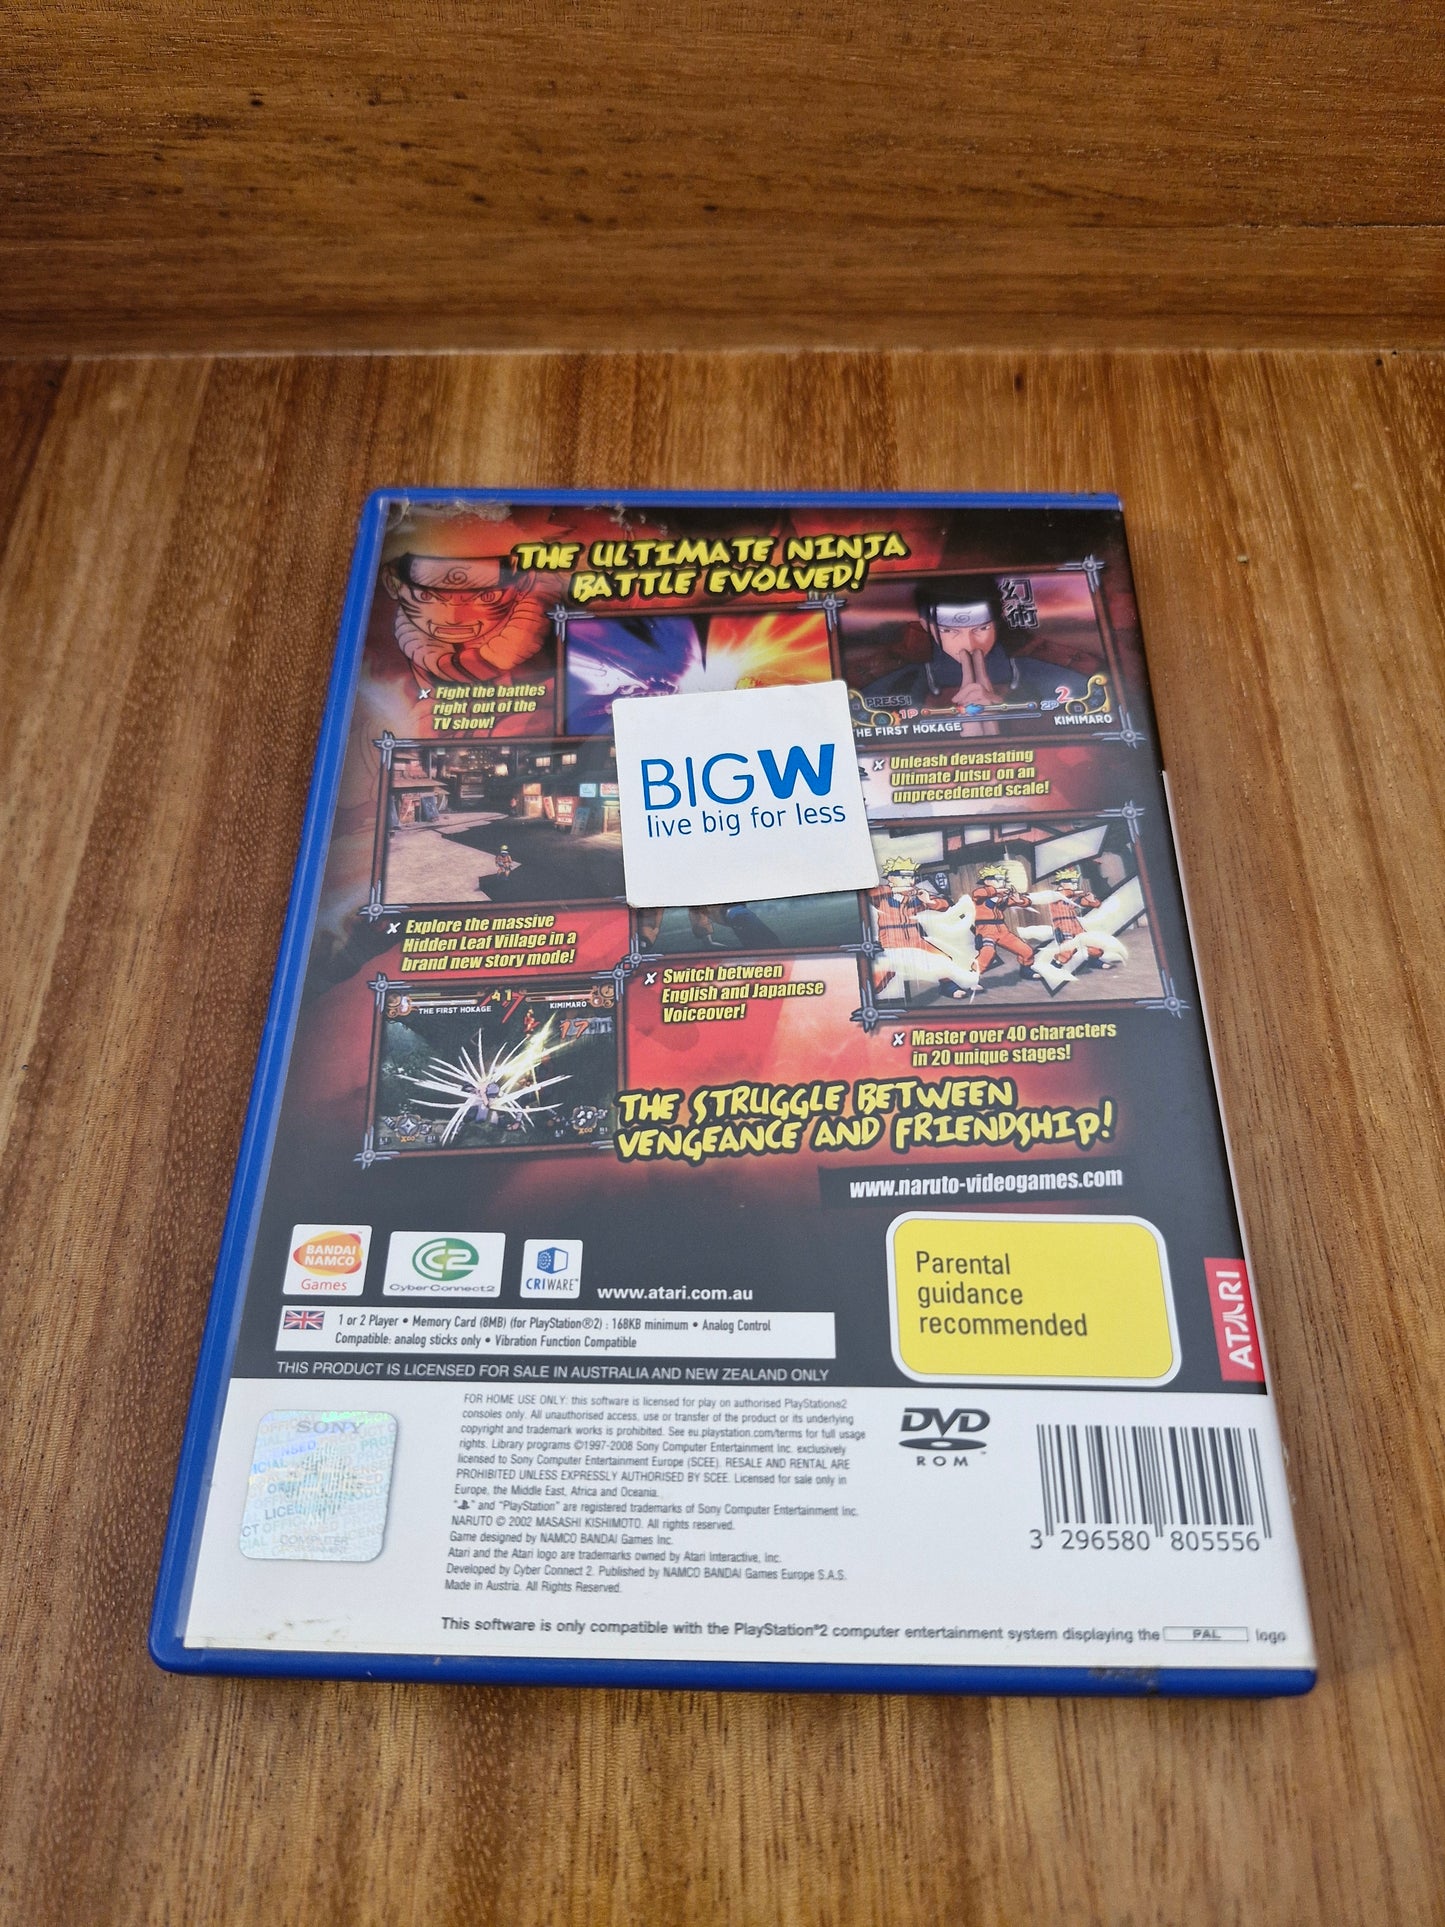 THE ULTIMATE NINJA
BATTLE EVOLVED!
幻術
Fight the battles
right out of the
TV show!
PRESS!
1P
2P
2
THE FIRST HOKAGE
KIMIMARO
BIGW
live big for less
Unleash devastating
Ultimate Jutsu on an
unprecedented scale!
Explore the massive
Hidden Leaf Village in a
brand new story mode!
Switch between
English and Japanese
Voiceover!
41
THE FIRST HOKAGE
KIMIMARO
17 HIT
Master over 40 characters
in 20 unique stages!
THE STRUGGLE BETWEEN
VENGEANCE AND FRIENDSHIP!
www.naruto-videogames.com
BANDAI
NAMCO
Games
CyberConnect2
CRIWARE™
www.atari.com.au
Parental
guidance
recommended
ATARI
1 or 2 Player • Memory Card (8MB) (for PlayStation®2) : 168KB minimum • Analog Control
Compatible: analog sticks only • Vibration Function Compatible
THIS PRODUCT IS LICENSED FOR SALE IN AUSTRALIA AND NEW ZEALAND ONLY
SONY
COMPUTER
FOR HOME USE ONLY: this software is licensed for play on authorised PlayStation®2
consoles only. All unauthorised access, use or transfer of the product or its underlying
copyright and trademark works is prohibited. See eu.playstation.com/terms for full usage
rights. Library programs ©1997-2008 Sony Computer Entertainment Inc. exclusively
licensed to Sony Computer Entertainment Europe (SCEE). RESALE AND RENTAL ARE
PROHIBITED UNLESS EXPRESSLY AUTHORISED BY SCEE. Licensed for sale only in
Europe, the Middle East, Africa and Oceania.
" " and "PlayStation" are registered trademarks of Sony Computer Entertainment Inc.
NARUTO © 2002 MASASHI KISHIMOTO. All rights reserved.
Game designed by NAMCO BANDAI Games Inc.
Atari and the Atari logo are trademarks owned by Atari Interactive, Inc.
Developed by Cyber Connect 2. Published by NAMCO BANDAI Games Europe S.A.S.
Made in Austria. All Rights Reserved.
DVD
ROM
3 296580 805556
This software is only compatible with the PlayStation®2 computer entertainment system displaying the PAL logo